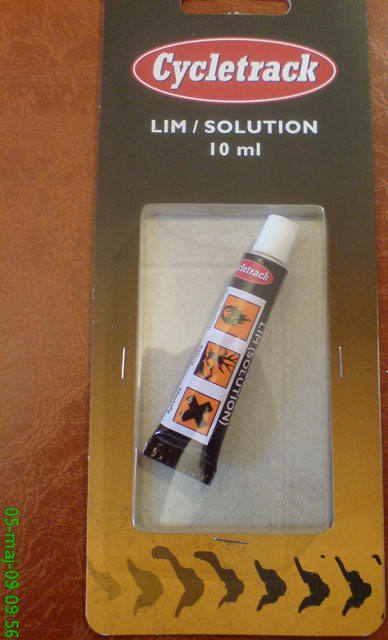 Cycletrack
LIM / SOLUTION
10 ml
Cycletrack
LIM (SOLUTION)
05-mai-09 09.56